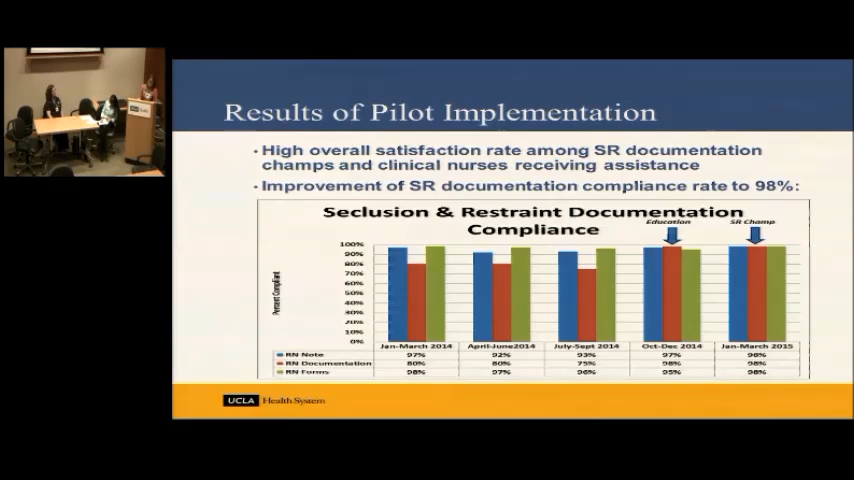 Results of Pilot Implementation
• High overall satisfaction rate among SR documentation
champs and clinical nurses receiving assistance
• Improvement of SR documentation compliance rate to 98%:
Seclusion & Restraint Documentation
Compliance
Education
SR Champ
Percent Compliant
100%
90%
80%
70%
60%
50%
40%
30%
20%
10%
0%
Jan-March 2014 April-June2014 July-Sept 2014 Oct-Dec 2014 Jan-March 2015
RN Note 97% 92% 93% 97% 98%
RN Documentation 80% 80% 75% 98% 98%
RN Forms 98% 97% 96% 95% 98%
UCLA Health System